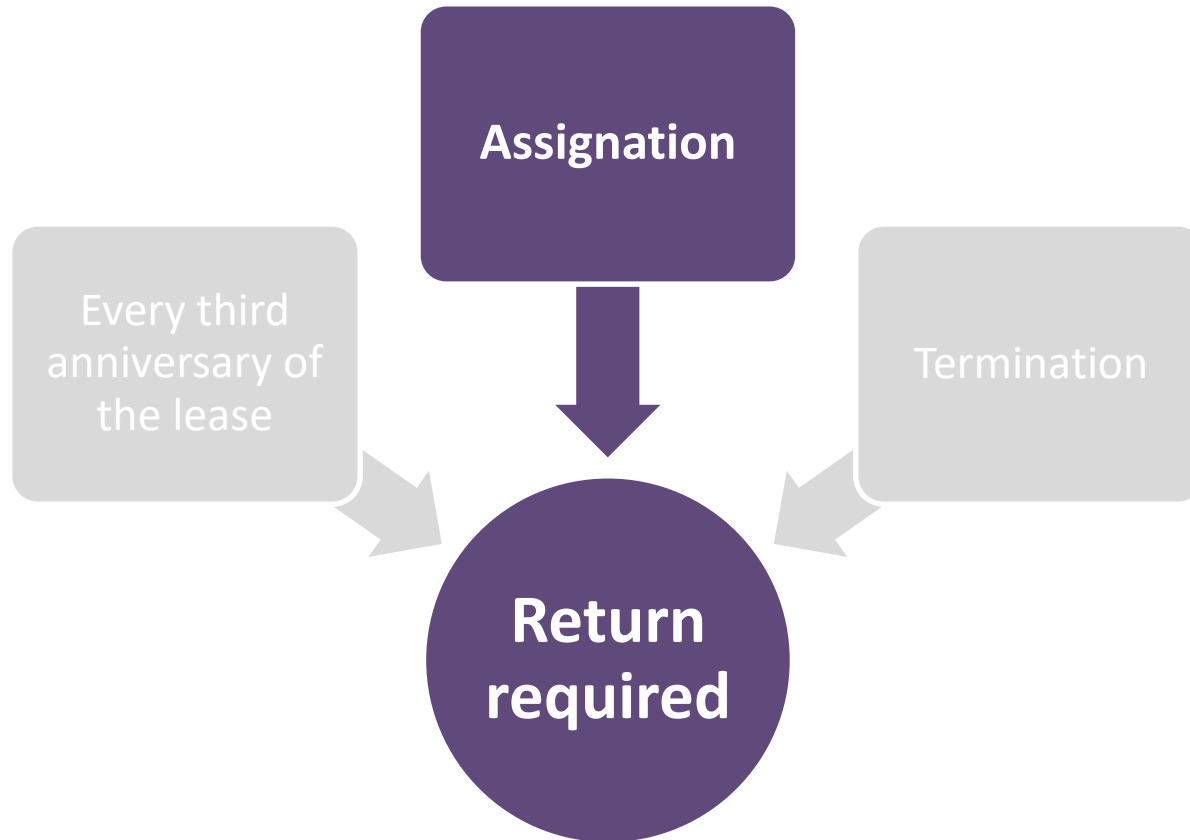 Assignation
Every third
anniversary of
the lease
Termination
Return
required